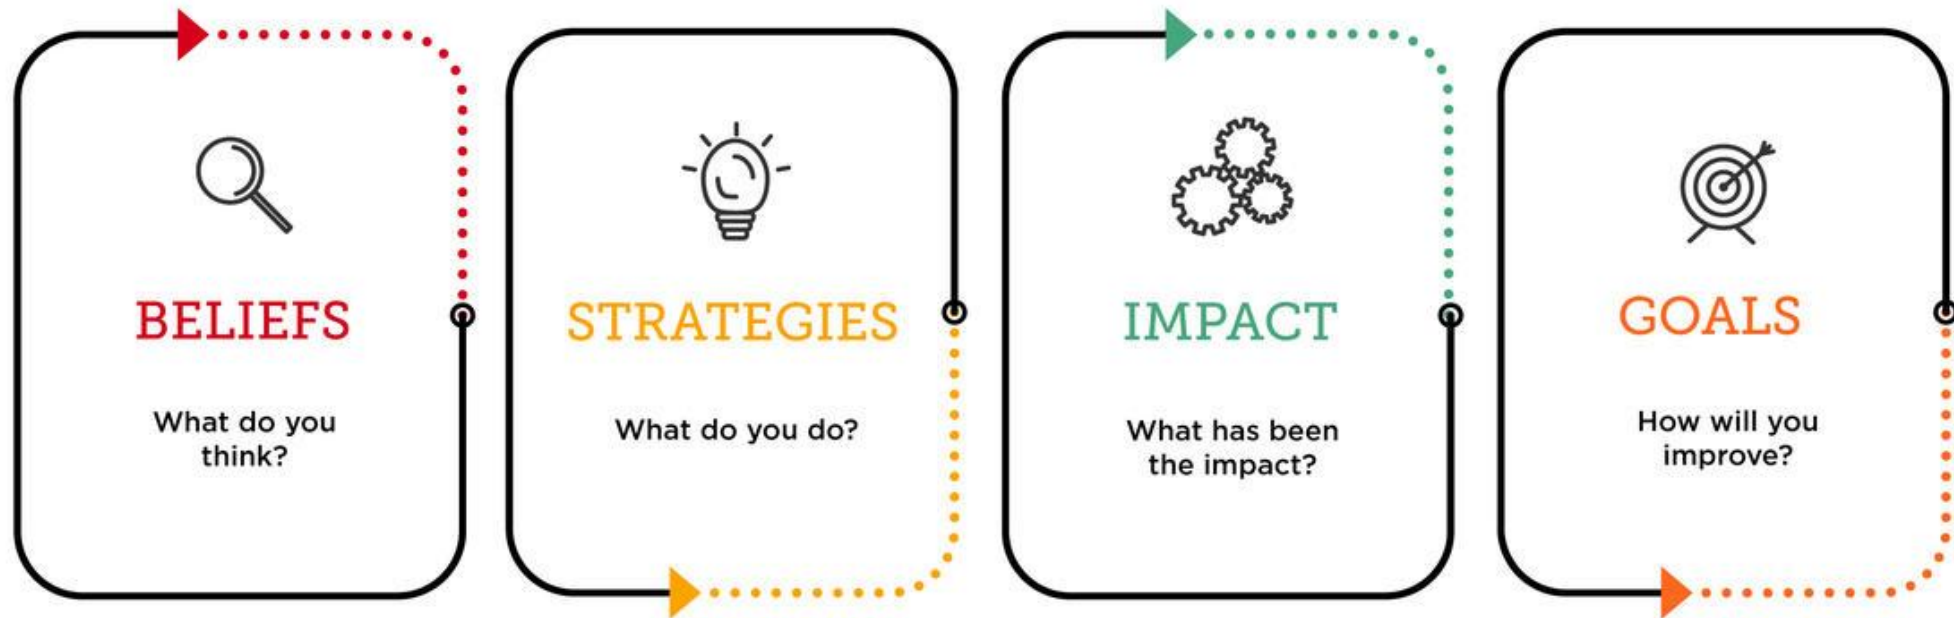 BELIEFS
What do you
think?
STRATEGIES
What do you do?
IMPACT
What has been
the impact?
GOALS
How will you
improve?